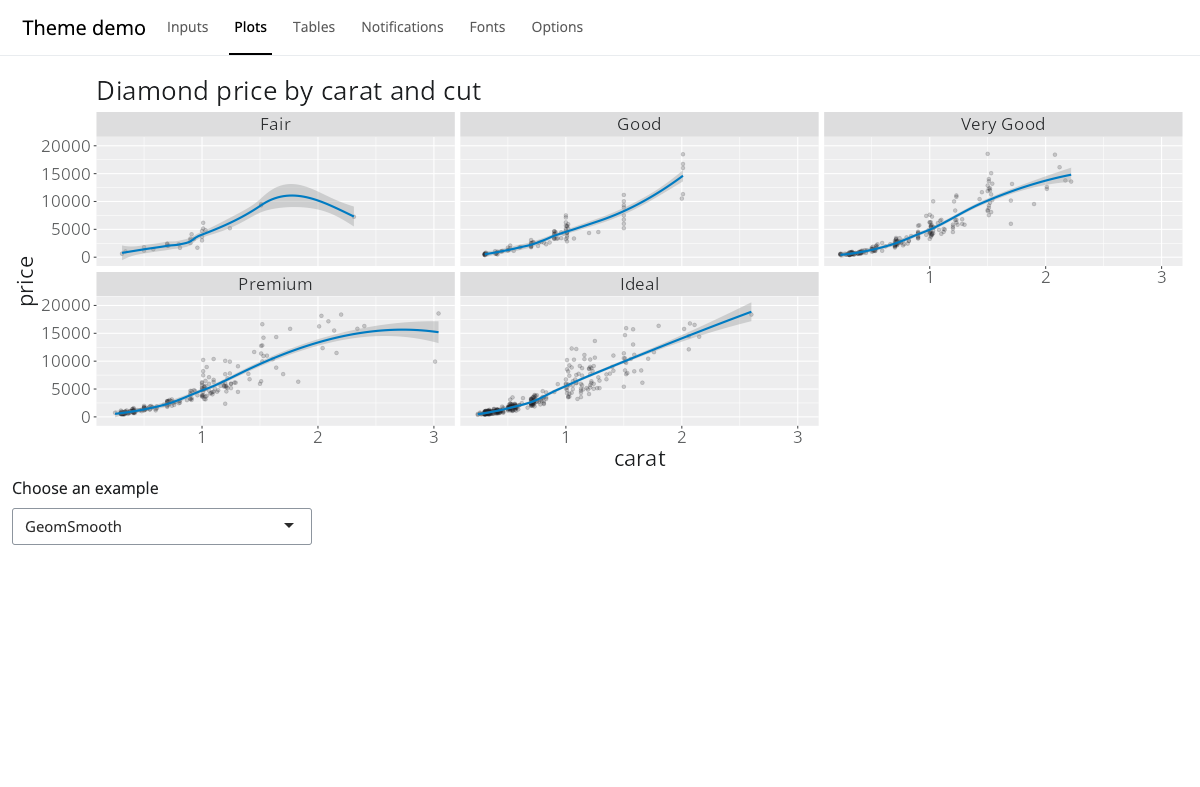 Theme demo Inputs Plots Tables Notifications Fonts Options
Diamond price by carat and cut
Fair Good Very Good
20000
15000
10000
5000
0
1 2 3
price
Premium Ideal
20000
15000
10000
5000
0
1 2 3 1 2 3
carat
Choose an example
GeomSmooth